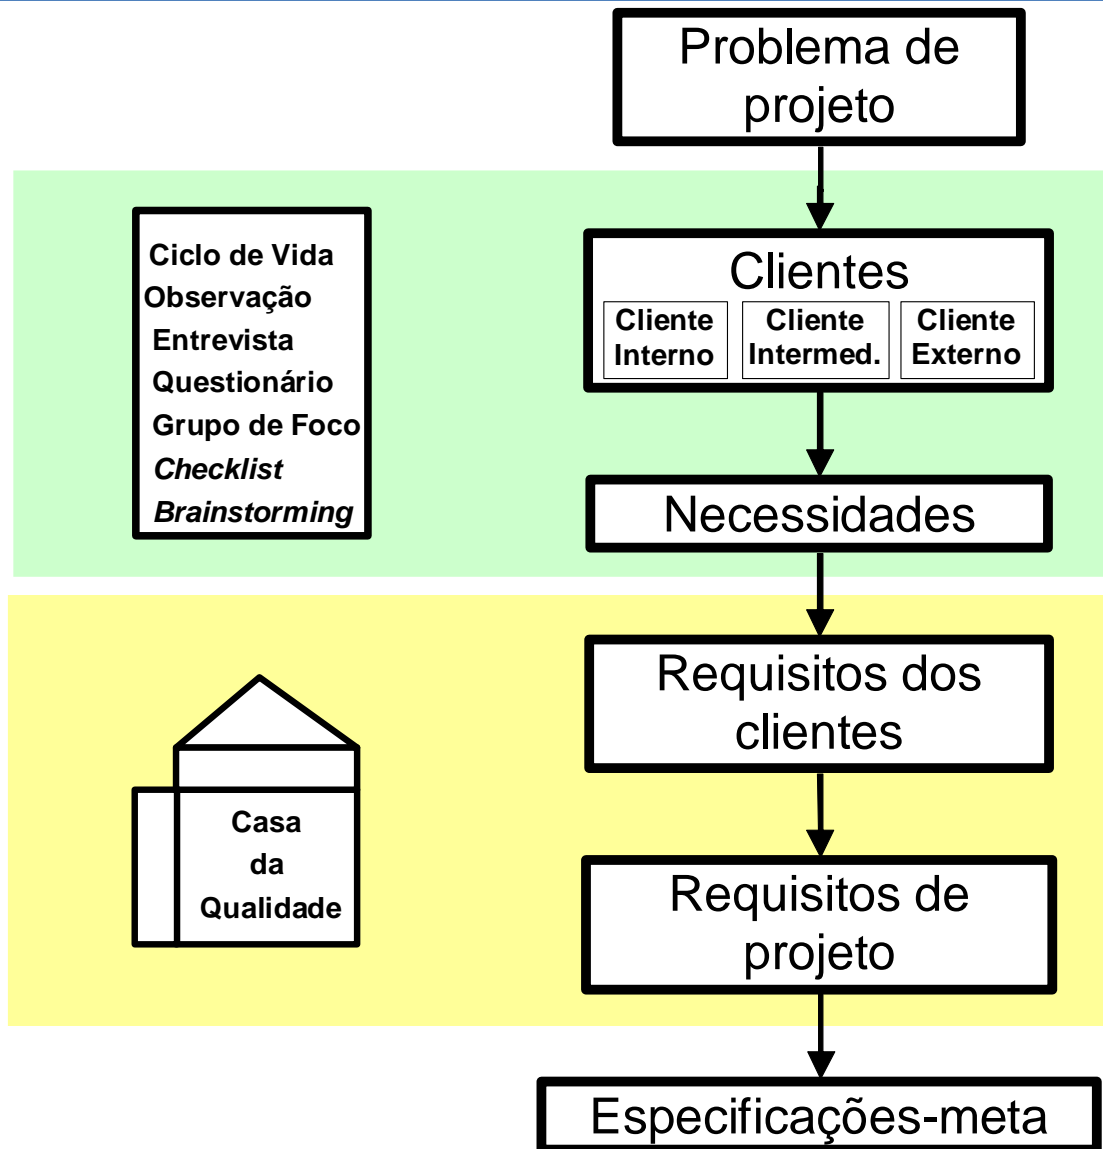 Problema de
projeto
Ciclo de Vida
Observação
Entrevista
Questionário
Grupo de Foco
Checklist
Brainstorming
Clientes
Cliente
Interno
Cliente
Intermed.
Cliente
Externo
Necessidades
Casa
da
Qualidade
Requisitos dos
clientes
Requisitos de
projeto
Especificações-meta